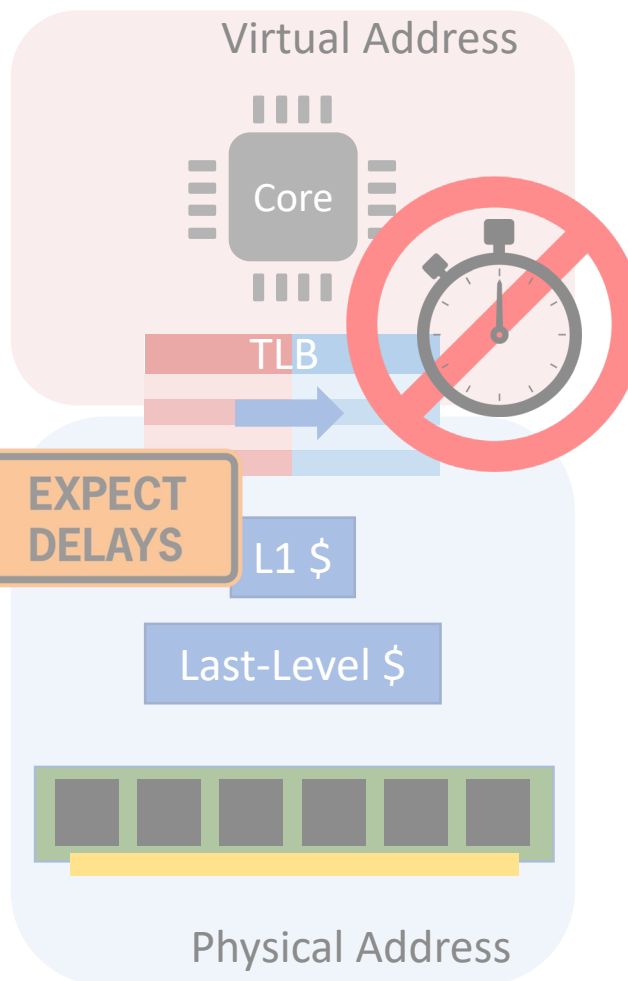 Virtual Address
Core
TLB
EXPECT
DELAYS
L1 $
Last-Level $
Physical Address